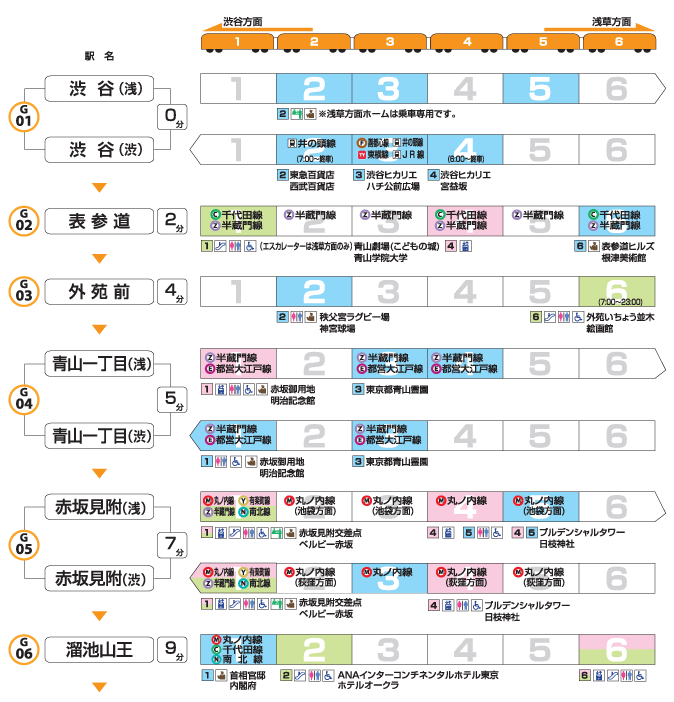 渋谷方面
浅草方面
1 2 3 4 5 6
駅 名
G 01
渋 谷 (浅)
0分
1 2 3 4 5 6
2 ※浅草方面ホームは乗車専用です。
渋 谷 (渋)
1 2 3 4 5 6
井の頭線 (7:00〜終車)
F 副都心線 井の頭線
TY 東横線 JR線
(6:00〜終車)
2 東急百貨店
西武百貨店
3 渋谷ヒカリエ
ハチ公前広場
4 渋谷ヒカリエ
宮益坂
G 02
表 参 道
2分
C 千代田線
Z 半蔵門線
Z 半蔵門線
Z 半蔵門線
C 千代田線
Z 半蔵門線
Z 半蔵門線
C 千代田線
Z 半蔵門線
1 (エスカレーターは浅草方面のみ) 青山劇場(こどもの城)
青山学院大学
4
6 表参道ヒルズ
根津美術館
G 03
外 苑 前
4分
1 2 3 4 5 6
(7:00〜23:00)
2 秩父宮ラグビー場
神宮球場
6 外苑いちょう並木
絵画館
G 04
青山一丁目(浅)
5分
Z 半蔵門線
E 都営大江戸線
2
Z 半蔵門線
E 都営大江戸線
Z 半蔵門線
E 都営大江戸線
5 6
1 赤坂御用地
明治記念館
3 東京都青山霊園
青山一丁目(渋)
Z 半蔵門線
E 都営大江戸線
2
Z 半蔵門線
E 都営大江戸線
4 5 6
1 赤坂御用地
明治記念館
3 東京都青山霊園
G 05
赤坂見附(浅)
7分
M 丸ノ内線 Y 有楽町線
Z 半蔵門線 N 南北線
M 丸ノ内線
(池袋方面)
M 丸ノ内線
(池袋方面)
M 丸ノ内線
M 丸ノ内線
(池袋方面)
6
1 赤坂見附交差点
ベルビー赤坂
4 5
4 5 プルデンシャルタワー
日枝神社
赤坂見附(渋)
M 丸ノ内線 Y 有楽町線
Z 半蔵門線 N 南北線
M 丸ノ内線
(荻窪方面)
M 丸ノ内線
M 丸ノ内線
(荻窪方面)
M 丸ノ内線
(荻窪方面)
6
1 赤坂見附交差点
ベルビー赤坂
4 プルデンシャルタワー
日枝神社
G 06
溜池山王
9分
M 丸ノ内線
C 千代田線
N 南 北 線
2 3 4 5 6
1 首相官邸
内閣府
2 ANAインターコンチネンタルホテル東京
ホテルオークラ
6